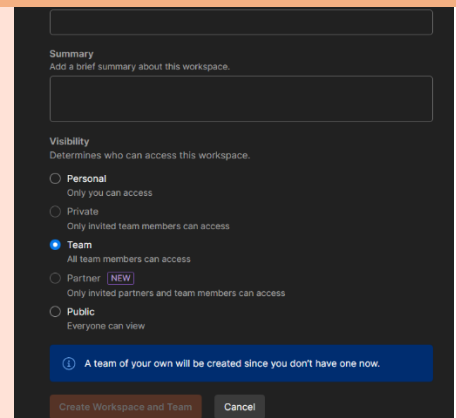 Summary
Add a brief summary about this workspace.
Visibility
Determines who can access this workspace.
Personal
Only you can access
Private
Only invited team members can access
Team
All team members can access
Partner NEW
Only invited partners and team members can access
Public
Everyone can view
A team of your own will be created since you don't have one now.
Create Workspace and Team Cancel